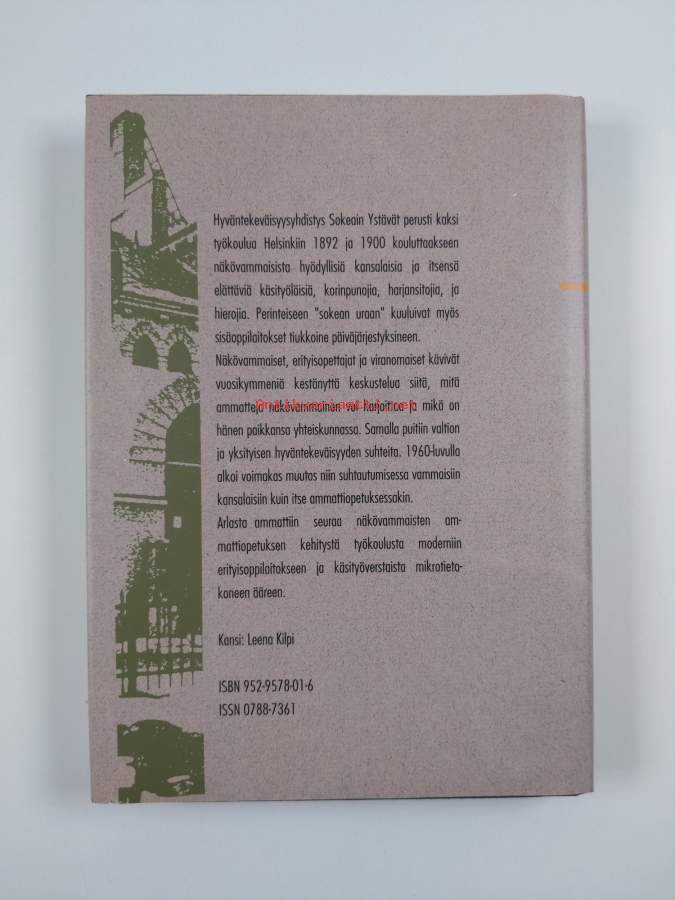 Hyväntekeväisyysyhdistys Sokeain Ystävät perusti kaksi
työkoulua Helsinkiin 1892 ja 1900 kouluttaakseen
näkövammaisista hyödyllisiä kansalaisia ja itsensä
elättäviä käsityöläisiä, korinpunojia, harjansitojia, ja
hierojia. Perinteiseen "sokean uraan" kuuluivat myös
sisäoppilaitokset tiukkoine päiväjärjestyksineen.
Näkövammaiset, erityisopettajat ja viranomaiset kävivät
vuosikymmeniä kestänyttä keskustelua siitä, mitä
ammatteja näkövammainen voi harjoittaa ja mikä on
hänen paikkansa yhteiskunnassa. Samalla puitiin valtion
ja yksityisen hyväntekeväisyyden suhteita. 1960-luvulla
alkoi voimakas muutos niin suhtautumisessa vammaisiin
kansalaisiin kuin itse ammattiopetuksessakin.
Arlasta ammattiin seuraa näkövammaisten am-
mattiopetuksen kehitystä työkoulusta moderniin
erityisoppilaitokseen ja käsityöverstaista mikrotieto-
koneen ääreen.
Kansi: Leena Kilpi
ISBN 952-9578-01-6
ISSN 0788-7361